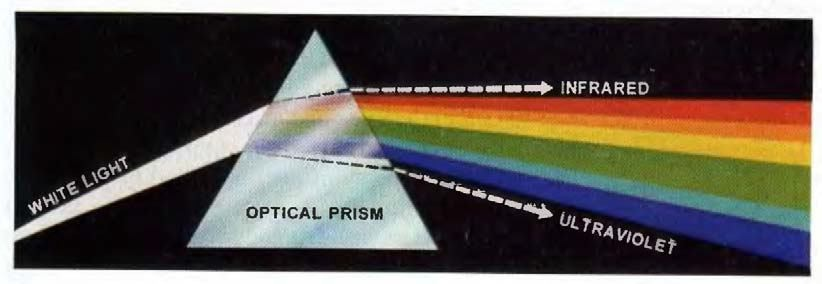 INFRARED
WHITE LIGHT
OPTICAL PRISM
ULTRAVIOLET